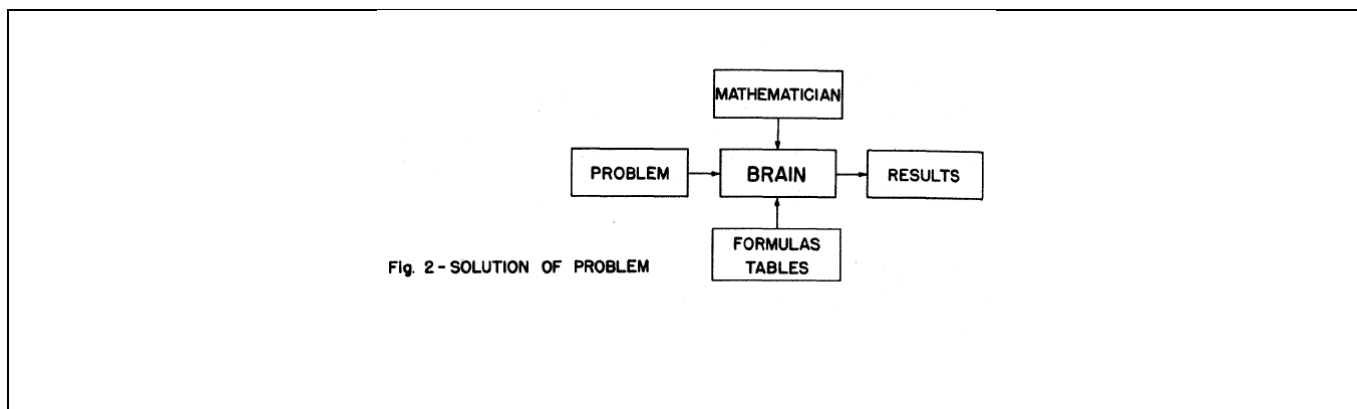 MATHEMATICIAN
PROBLEM
BRAIN
RESULTS
FORMULAS
TABLES
Fig. 2-SOLUTION OF PROBLEM